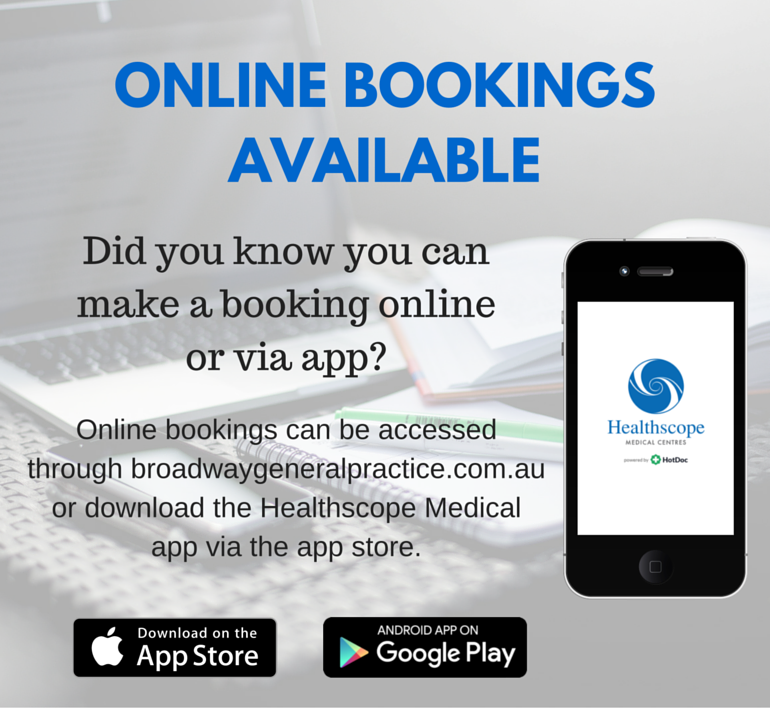 ONLINE BOOKINGS
AVAILABLE
Did you know you can
make a booking online
or via app?
Online bookings can be accessed
through broadwaygeneralpractice.com.au
or download the Healthscope Medical
app via the app store.
Healthscope
MEDICAL CENTRES
powered by HotDoc
Download on the
App Store
ANDROID APP ON
Google Play